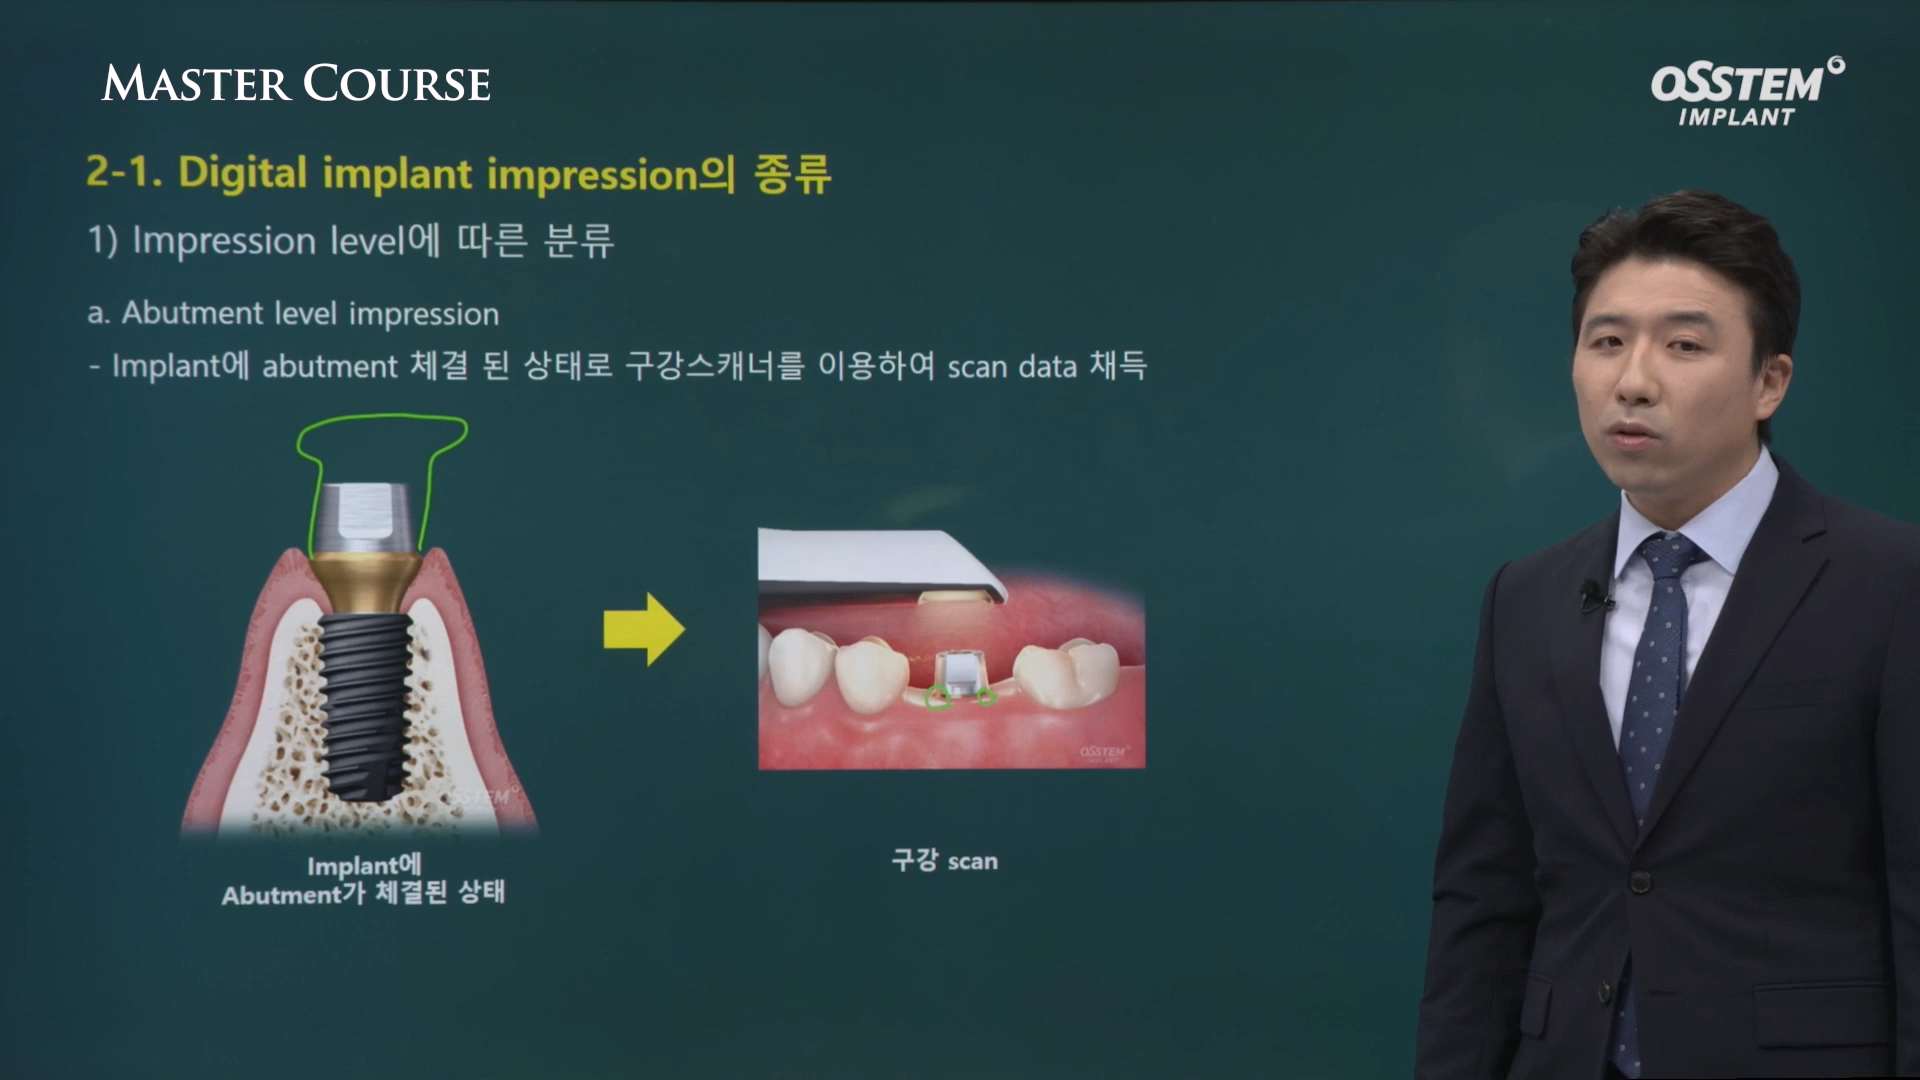 MASTER COURSE
OSSTEM
IMPLANT
2-1. Digital implant impression의 종류
1) Impression level에 따른 분류
a. Abutment level impression
- Implant에 abutment 체결 된 상태로 구강스캐너를 이용하여 scan data 채득
OSSTEM
OSSTEM
IMPLANT
Implant에
Abutment가 체결된 상태
구강 scan